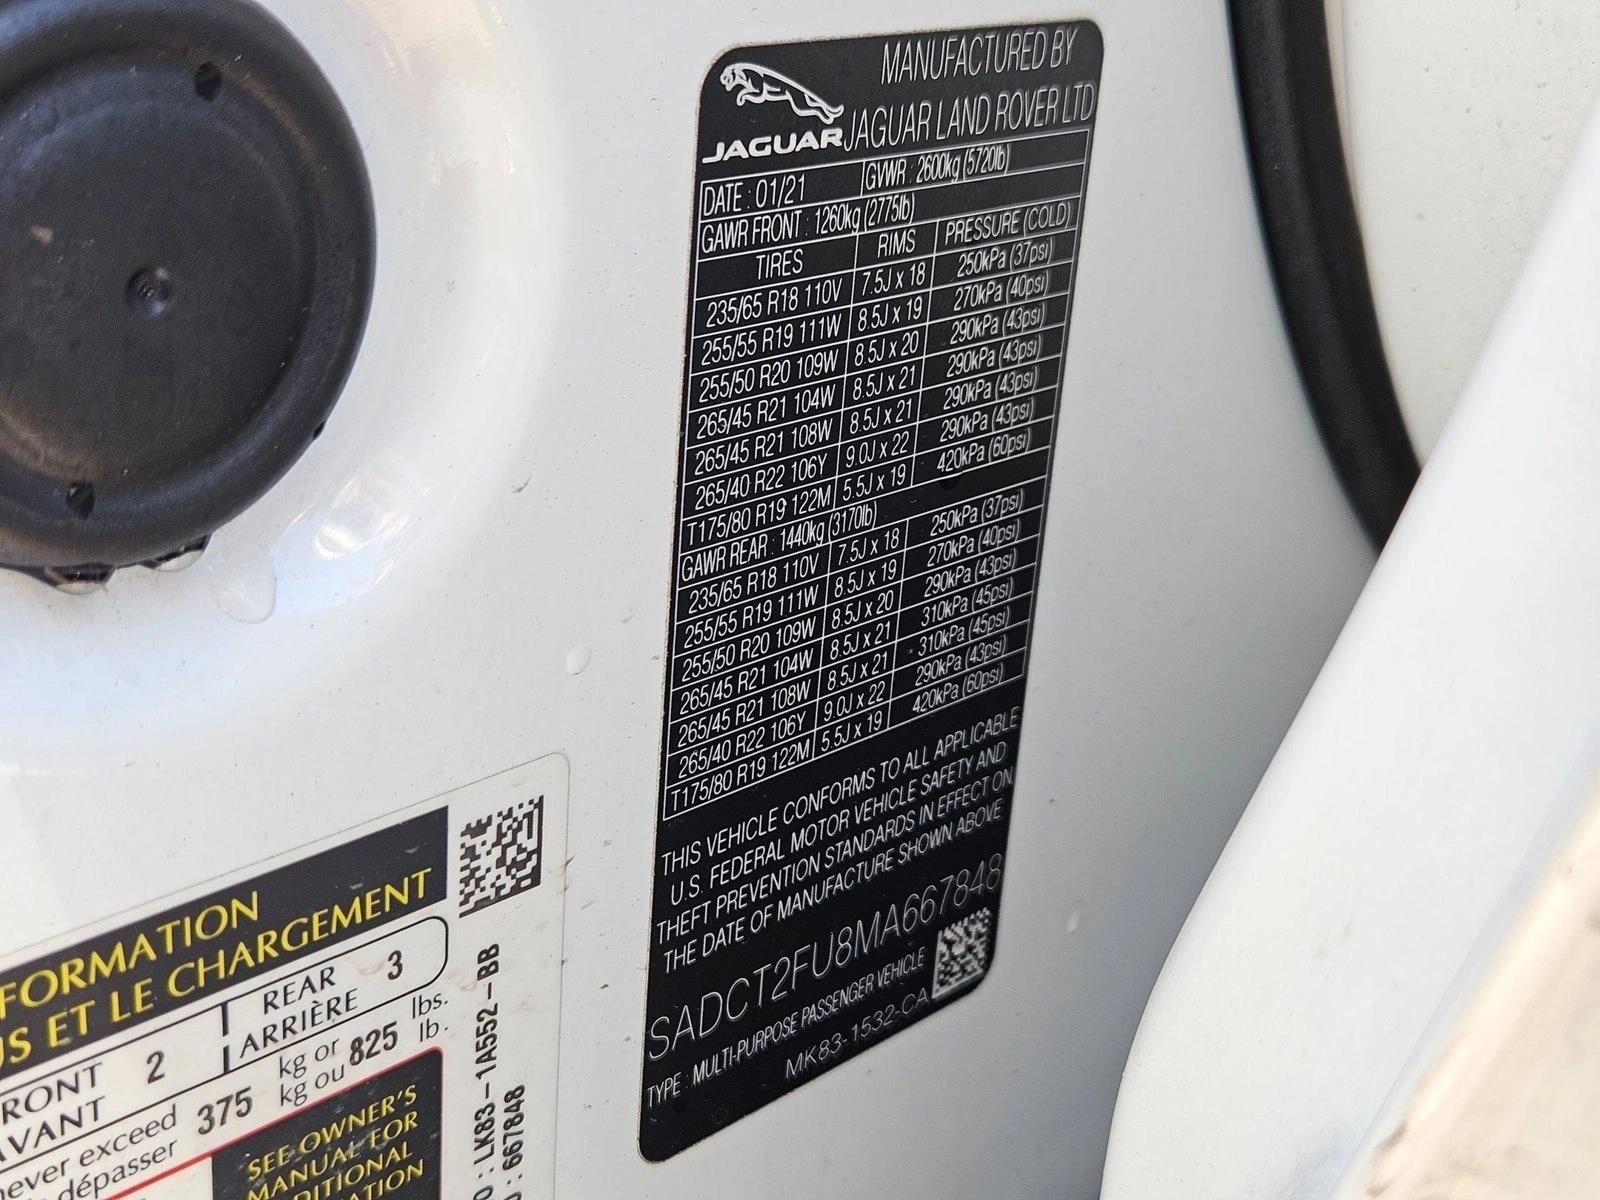 JAGUAR
MANUFACTURED BY
JAGUAR LAND ROVER LTD
DATE : 01/21 GVWR : 2600kg (5720lb)
GAWR FRONT : 1260kg (2775lb)
TIRES RIMS PRESSURE (COLD)
235/65 R18 110V 7.5J x 18 250kPa (37psi)
255/55 R19 111W 8.5J x 19 270kPa (40psi)
255/50 R20 109W 8.5J x 20 290kPa (43psi)
265/45 R21 104W 8.5J x 21 290kPa (43psi)
265/45 R21 108W 8.5J x 21 290kPa (43psi)
265/40 R22 106Y 9.0J x 22 290kPa (43psi)
T175/80 R19 122M 5.5J x 19 420kPa (60psi)
GAWR REAR : 1440kg (3170lb)
235/65 R18 110V 7.5J x 18 250kPa (37psi)
255/55 R19 111W 8.5J x 19 270kPa (40psi)
255/50 R20 109W 8.5J x 20 290kPa (43psi)
265/45 R21 104W 8.5J x 21 310kPa (45psi)
265/45 R21 108W 8.5J x 21 310kPa (45psi)
265/40 R22 106Y 9.0J x 22 290kPa (43psi)
T175/80 R19 122M 5.5J x 19 420kPa (60psi)
THIS VEHICLE CONFORMS TO ALL APPLICABLE
U.S. FEDERAL MOTOR VEHICLE SAFETY AND
THEFT PREVENTION STANDARDS IN EFFECT ON
THE DATE OF MANUFACTURE SHOWN ABOVE
SADCT2FU8MA667848
TYPE : MULTI-PURPOSE PASSENGER VEHICLE
MK83-1532-CA
FORMATION
US ET LE CHARGEMENT
RONT 2 REAR 3
AVANT ARRIÈRE
never exceed 375 kg or 825 lbs.
dépasser kg ou lb.
SEE OWNER'S
MANUAL FOR
DITIONAL
ATION
: LK83-1A552-BB
: 667848